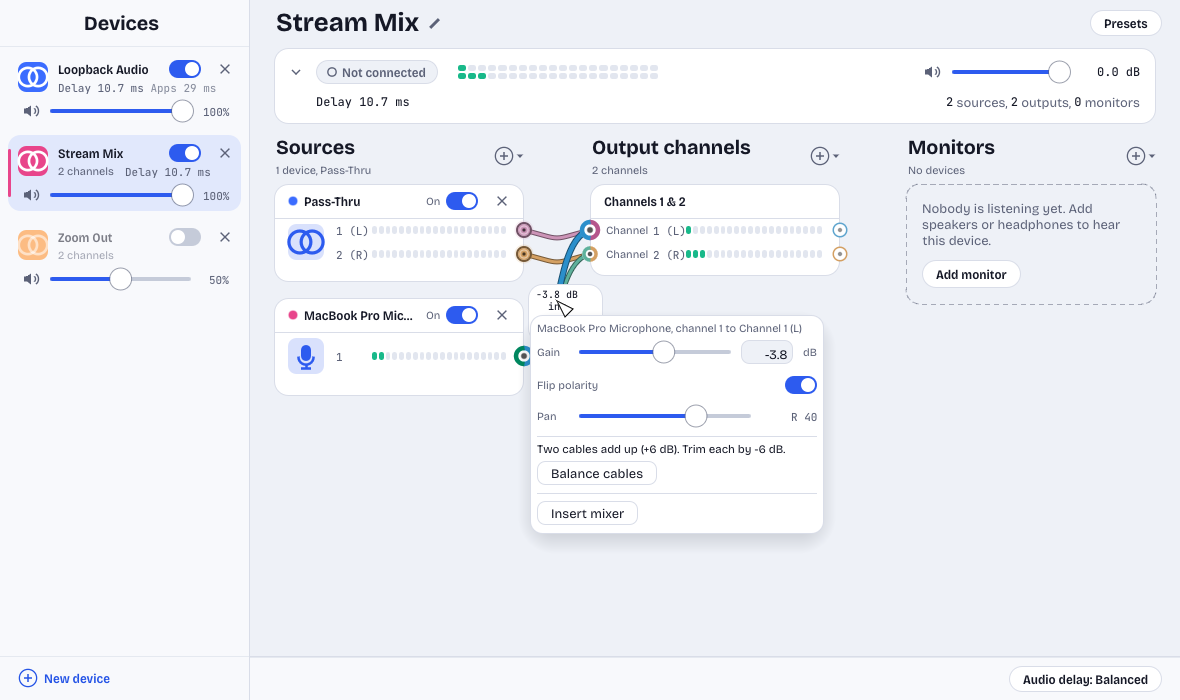 Devices
Loopback Audio
Delay 10.7 ms Apps 29 ms
100%
Stream Mix
2 channels Delay 10.7 ms
100%
Zoom Out
2 channels
50%
New device
Stream Mix
Presets
Not connected
0.0 dB
Delay 10.7 ms
2 sources, 2 outputs, 0 monitors
Sources
1 device, Pass-Thru
Pass-Thru On
1 (L)
2 (R)
MacBook Pro Mic... On
1
Output channels
2 channels
Channels 1 & 2
Channel 1 (L)
Channel 2 (R)
-3.8 dB
MacBook Pro Microphone, channel 1 to Channel 1 (L)
Gain -3.8 dB
Flip polarity
Pan R 40
Two cables add up (+6 dB). Trim each by -6 dB.
Balance cables
Insert mixer
Monitors
No devices
Nobody is listening yet. Add
speakers or headphones to hear
this device.
Add monitor
Audio delay: Balanced